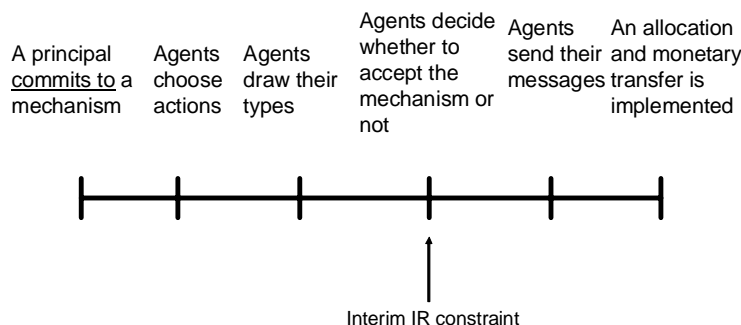 A principal
commits to a
mechanism
Agents
choose
actions
Agents
draw their
types
Agents decide
whether to
accept the
mechanism or
not
Agents
send their
messages
An allocation
and monetary
transfer is
implemented
Interim IR constraint